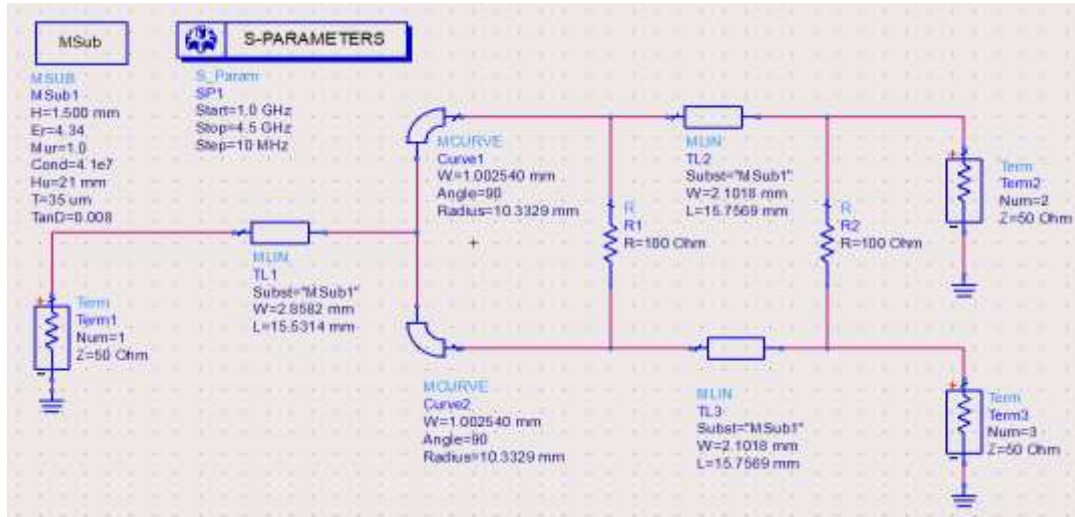 MSub
S-PARAMETERS
MSUB
MSub1
H=1.500 mm
Er=4.34
Mur=1.0
Cond=4.1e7
Hu=21 mm
T=35 um
TanD=0.008
S_Param
SP1
Start=1.0 GHz
Stop=4.5 GHz
Step=10 MHz
MCURVE
Curve1
W=1.002540 mm
Angle=90
Radius=10.3329 mm
MLIN
TL2
Subst="MSub1"
W=2.1018 mm
L=15.7569 mm
Term
Term2
Num=2
Z=50 Ohm
R
R1
R=100 Ohm
R
R2
R=100 Ohm
MLIN
TL1
Subst="MSub1"
W=2.8582 mm
L=15.5314 mm
Term
Term1
Num=1
Z=50 Ohm
MCURVE
Curve2
W=1.002540 mm
Angle=90
Radius=10.3329 mm
MLIN
TL3
Subst="MSub1"
W=2.1018 mm
L=15.7569 mm
Term
Term3
Num=3
Z=50 Ohm